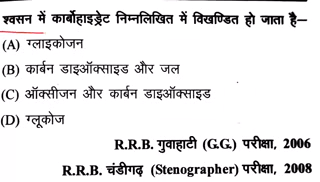 श्वसन में कार्बोहाइड्रेट निम्नलिखित में विखण्डित हो जाता है—
(A) ग्लाइकोजन
(B) कार्बन डाइऑक्साइड और जल
(C) ऑक्सीजन और कार्बन डाइऑक्साइड
(D) ग्लूकोज
R.R.B. गुवाहाटी (G.G.) परीक्षा, 2006
R.R.B. चंडीगढ़ (Stenographer) परीक्षा, 2008